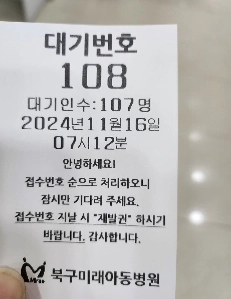 대기번호
108
대기인수:107명
2024년11월16일
07시12분
안녕하세요!
접수번호 순으로 처리하오니
잠시만 기다려 주세요.
접수번호 지날 시 "재발권" 하시기
바랍니다. 감사합니다.
북구미래아동병원